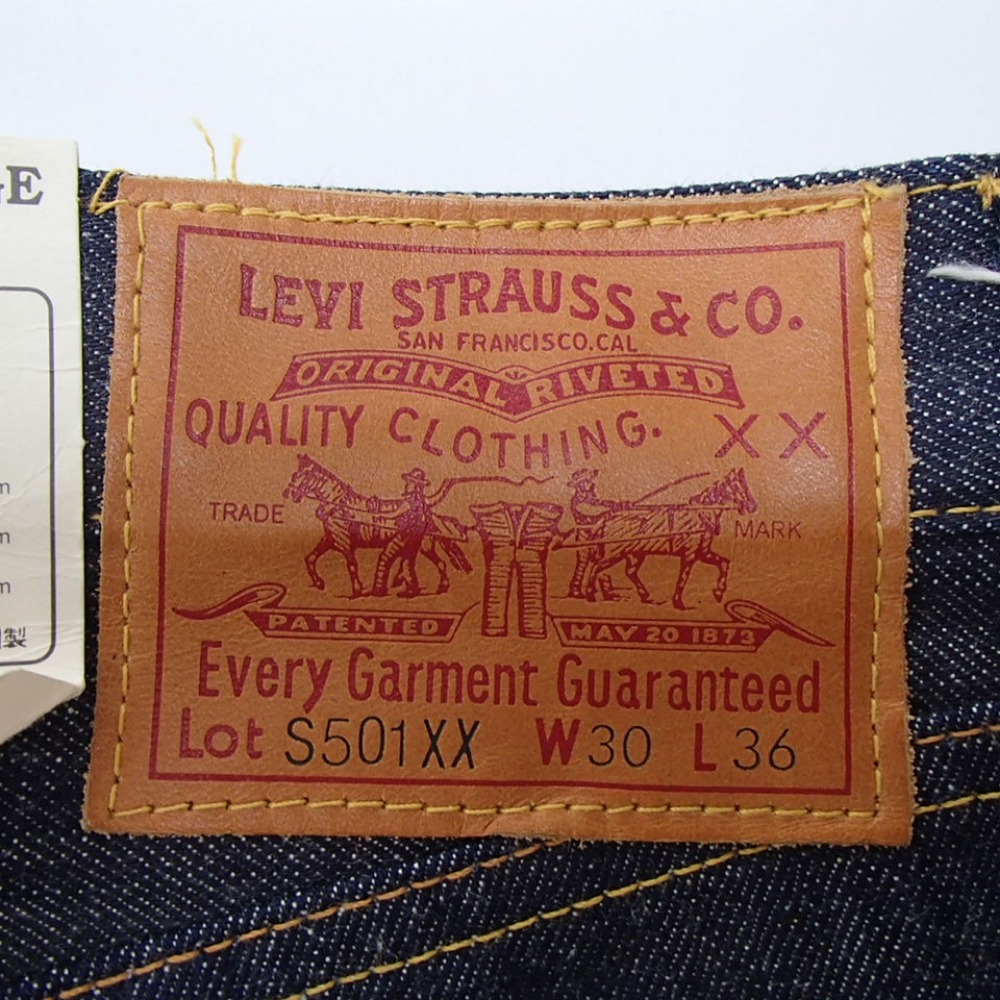 LEVI STRAUSS & CO.
SAN FRANCISCO.CAL
ORIGINAL RIVETED
QUALITY CLOTHING. XX
TRADE MARK
PATENTED MAY 20 1873
Every Garment Guaranteed
Lot S501XX W30 L36
E
m
m
m
製